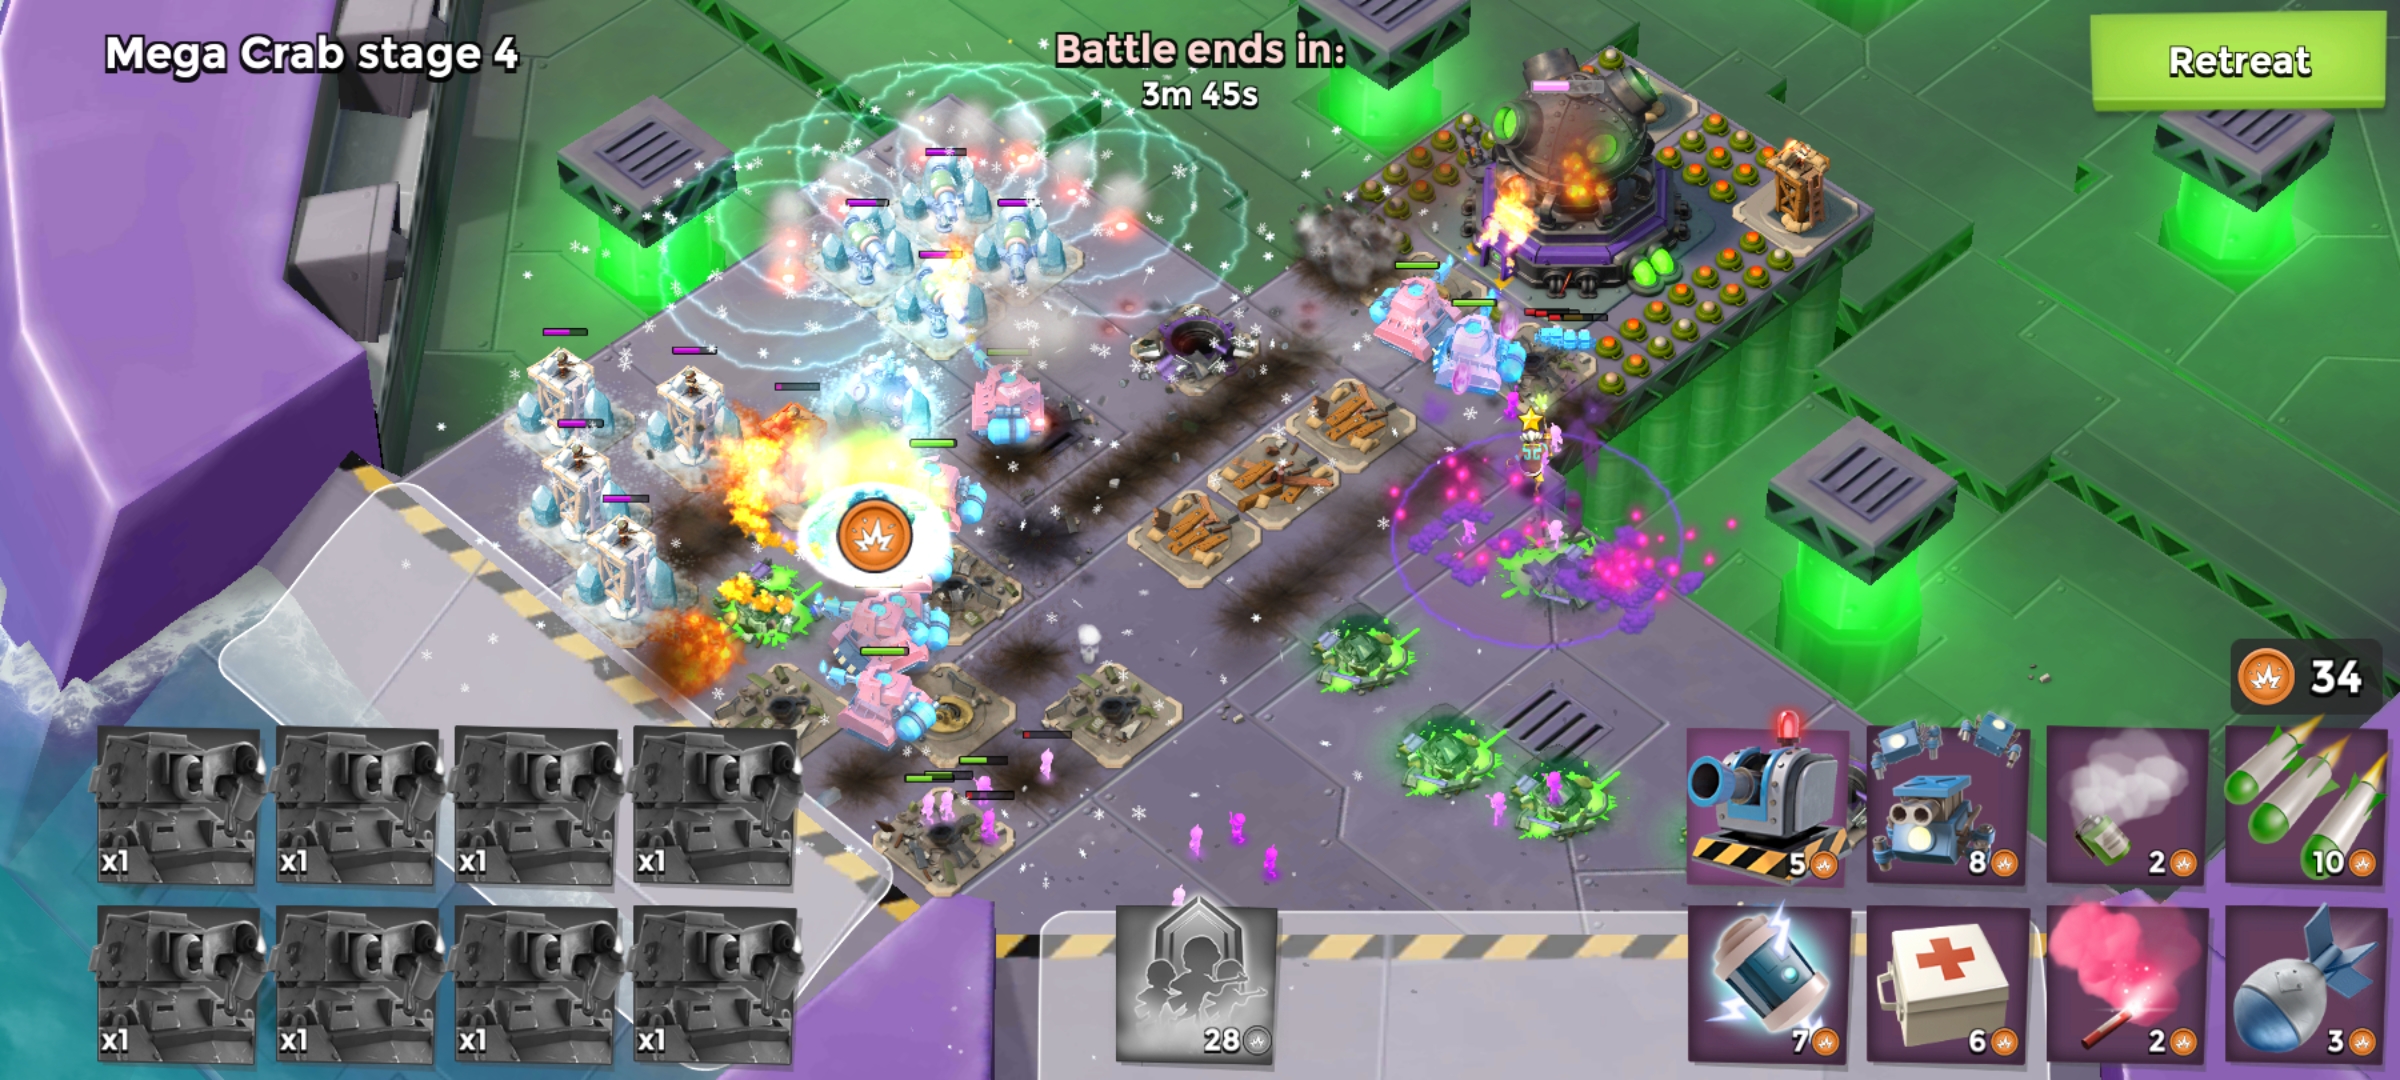 Mega Crab stage 4
Battle ends in:
3m 45s
Retreat
34
x1
x1
x1
x1
5
8
2
10
x1
x1
x1
x1
28
7
6
2
3